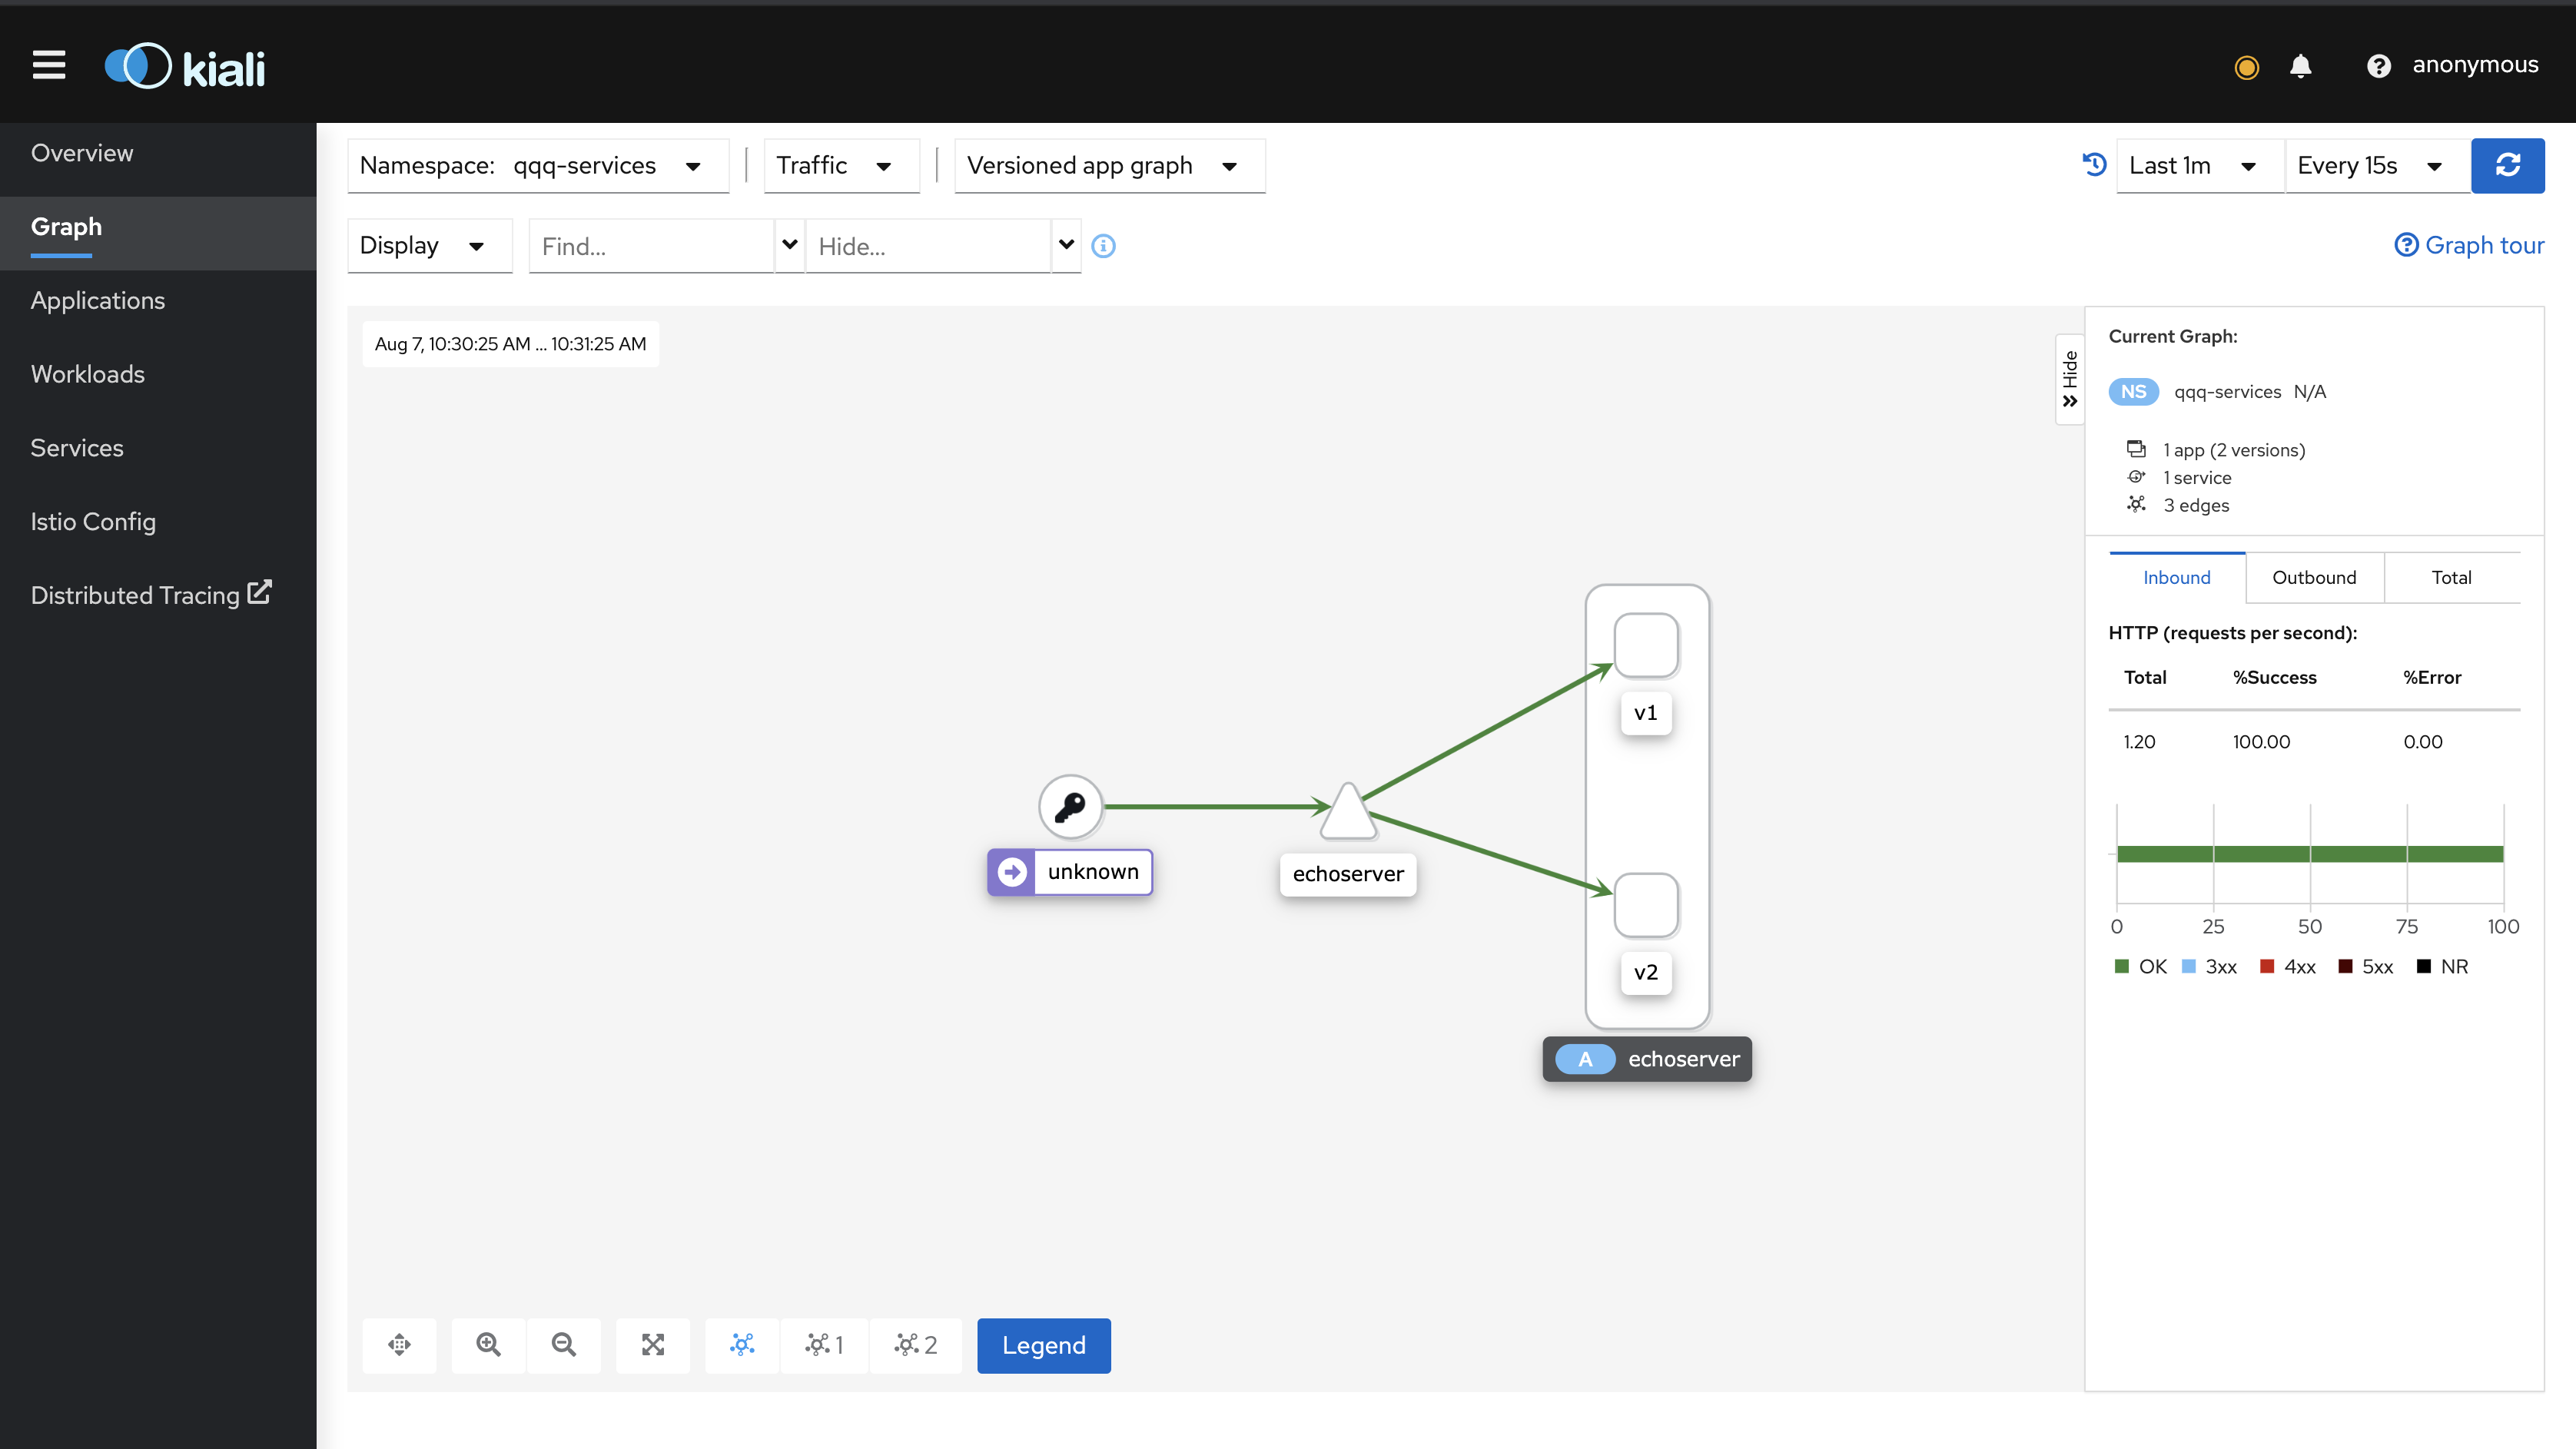 kiali
anonymous
Overview
Graph
Applications
Workloads
Services
Istio Config
Distributed Tracing
Namespace: qqq-services
Traffic
Versioned app graph
Last 1m
Every 15s
Display
Find...
Hide...
Graph tour
Aug 7, 10:30:25 AM ... 10:31:25 AM
Hide
unknown
echoserver
v1
v2
A echoserver
1
2
Legend
Current Graph:
NS qqq-services N/A
1 app (2 versions)
1 service
3 edges
Inbound Outbound Total
HTTP (requests per second):
Total %Success %Error
1.20 100.00 0.00
0 25 50 75 100
OK 3xx 4xx 5xx NR